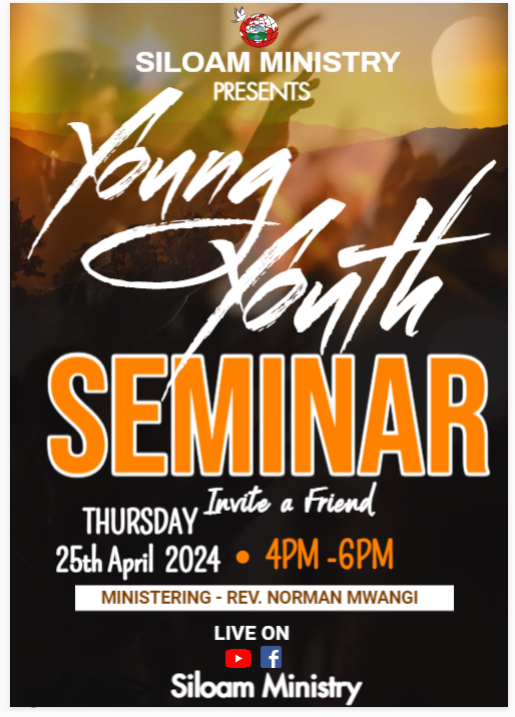 SILOAM MINISTRY
PRESENTS
Young
Youth
SEMINAR
Invite a Friend
THURSDAY
25th April 2024 • 4PM -6PM
MINISTERING - REV. NORMAN MWANGI
LIVE ON
Siloam Ministry